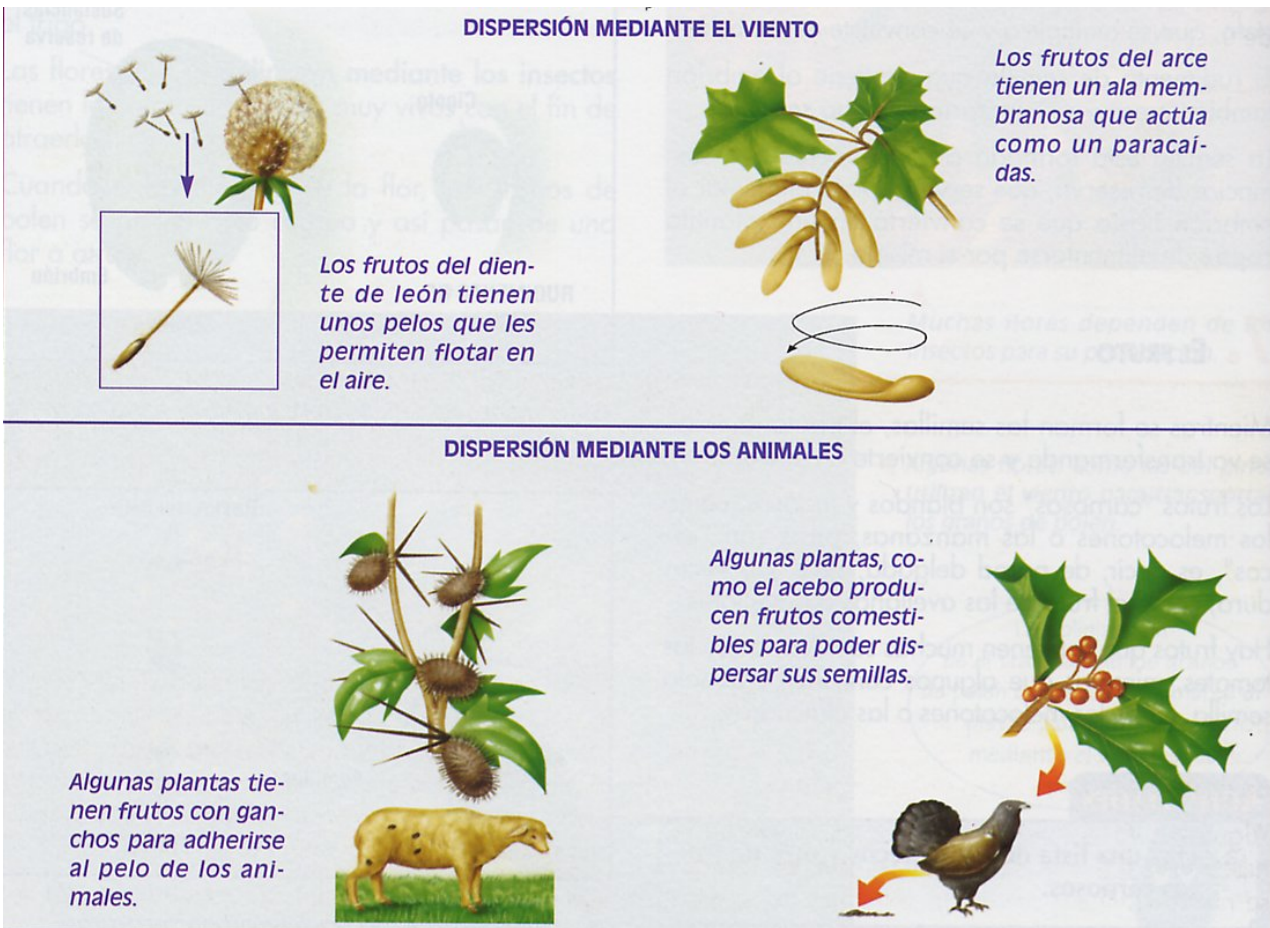 DISPERSIÓN MEDIANTE EL VIENTO
Los frutos del arce
tienen un ala mem-
branosa que actúa
como un paracaí-
das.
Los frutos del dien-
te de león tienen
unos pelos que les
permiten flotar en
el aire.
DISPERSIÓN MEDIANTE LOS ANIMALES
Algunas plantas, co-
mo el acebo produ-
cen frutos comesti-
bles para poder dis-
persar sus semillas.
Algunas plantas tie-
nen frutos con gan-
chos para adherirse
al pelo de los ani-
males.